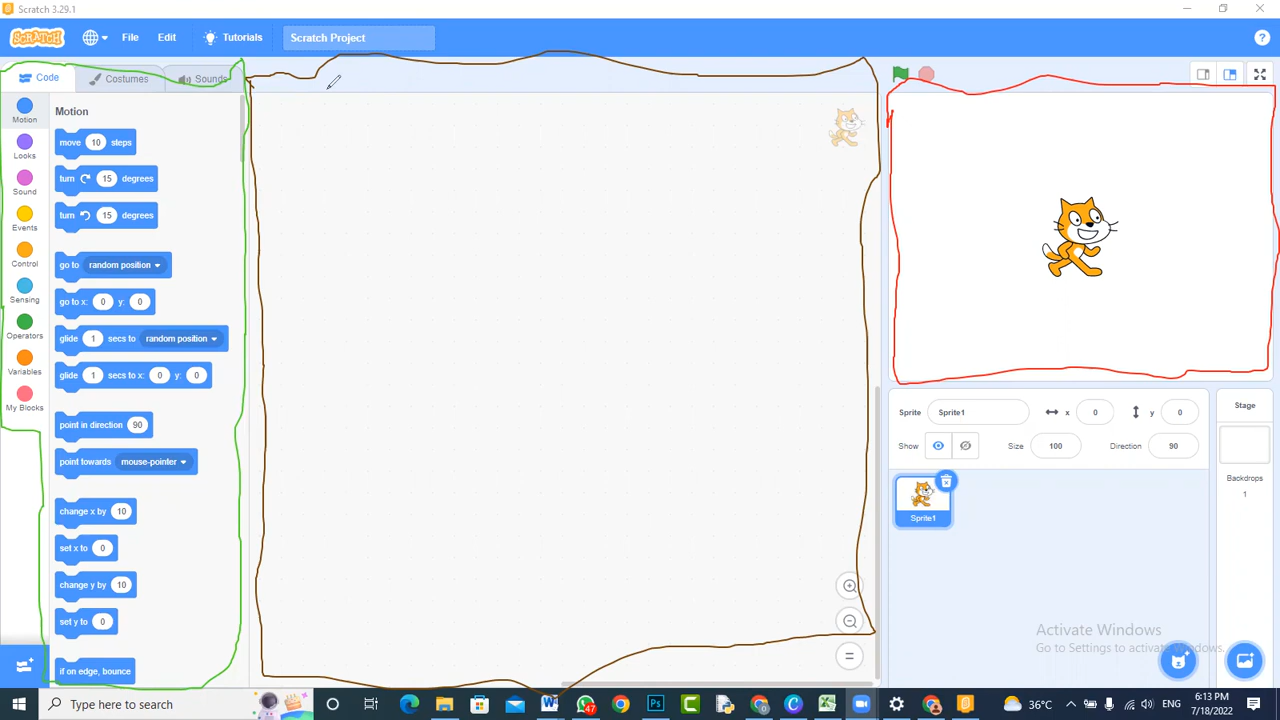 Scratch 3.29.1
SCRATCH File Edit Tutorials Scratch Project ?
Code Costumes Sounds
Motion
Looks
Sound
Events
Control
Sensing
Operators
Variables
My Blocks
Motion
move 10 steps
turn 15 degrees
turn 15 degrees
go to random position
go to x: 0 y: 0
glide 1 secs to random position
glide 1 secs to x: 0 y: 0
point in direction 90
point towards mouse-pointer
change x by 10
set x to 0
change y by 10
set y to 0
if on edge, bounce
Sprite Sprite1 x 0 y 0
Show Size 100 Direction 90
Sprite1
Stage
Backdrops
1
Activate Windows
Go to Settings to activate Windows.
Type here to search
47
36°C
ENG
6:13 PM
7/18/2022